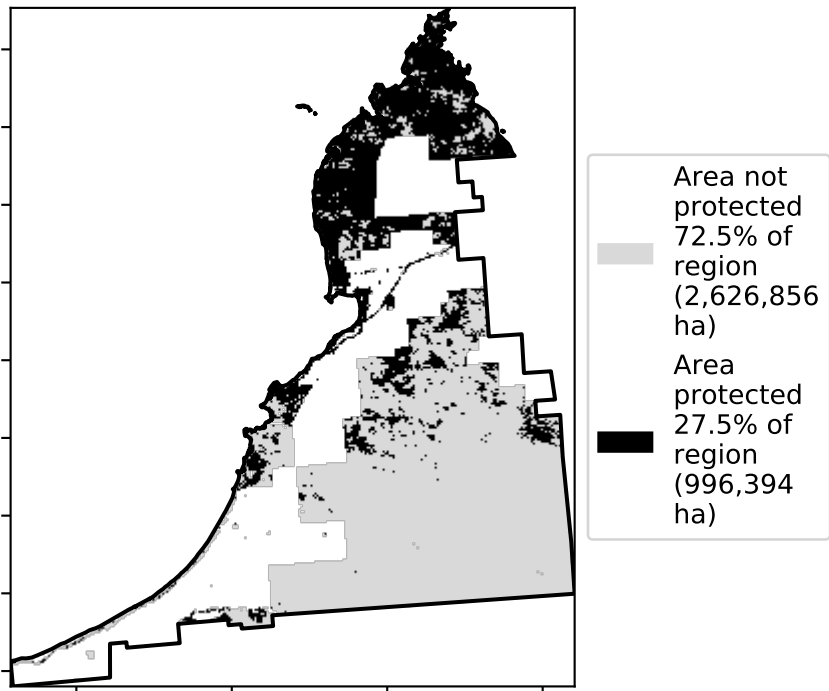 Area not
protected
72.5% of
region
(2,626,856
ha)
Area
protected
27.5% of
region
(996,394
ha)